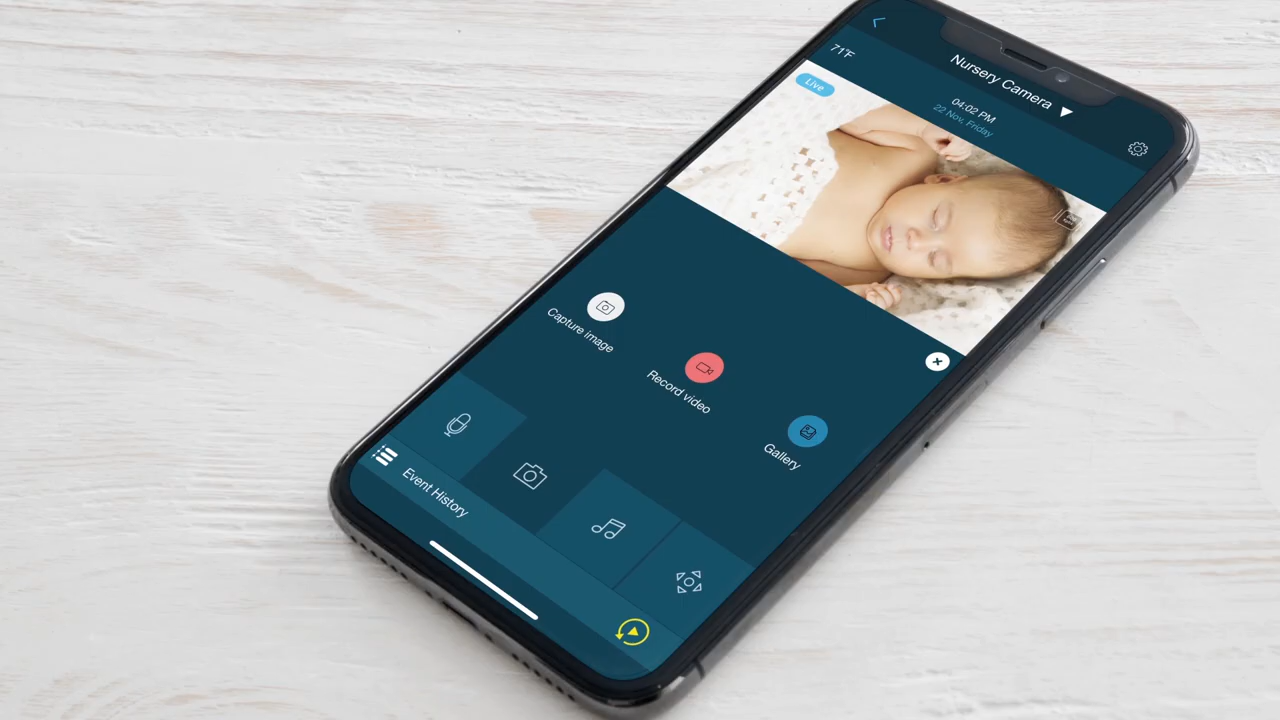 71°F
Nursery Camera
Live
04:02 PM
22 Nov, Friday
Capture image
Record video
Gallery
Event History